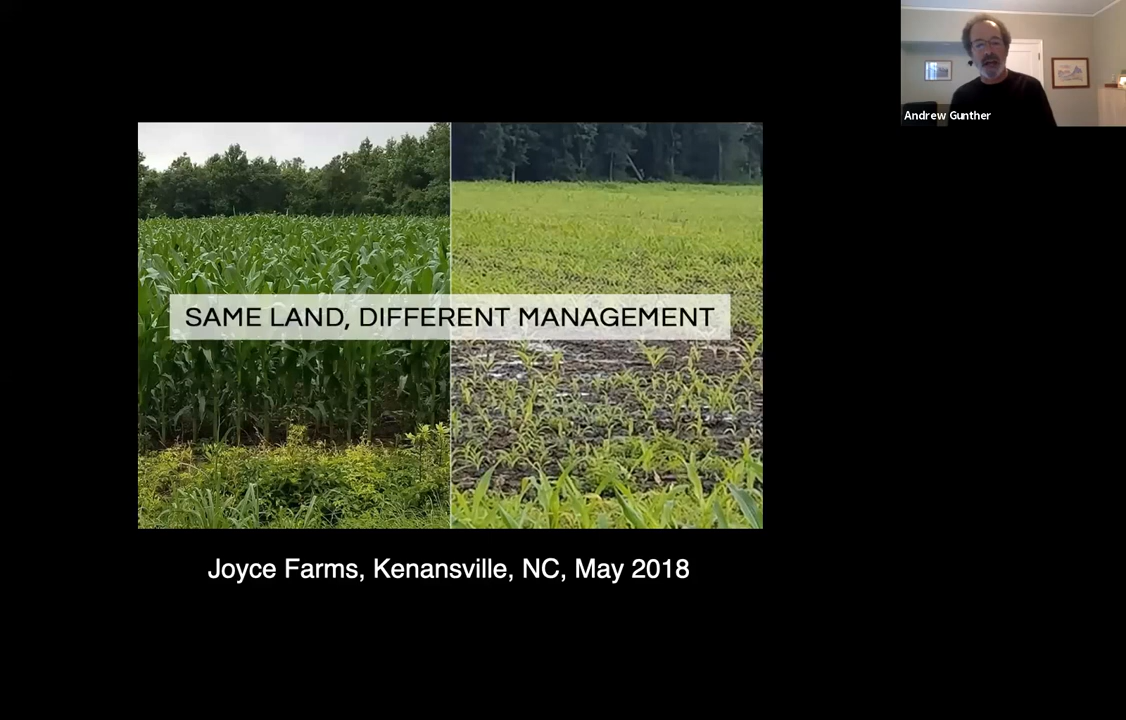 Andrew Gunther
SAME LAND, DIFFERENT MANAGEMENT
Joyce Farms, Kenansville, NC, May 2018